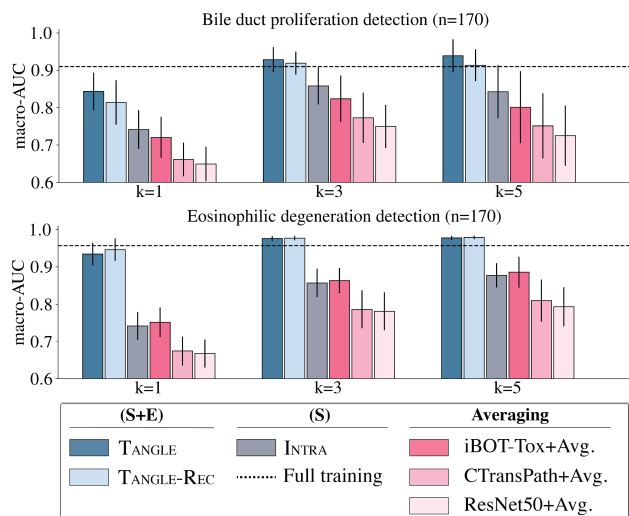 Bile duct proliferation detection (n=170)
macro-AUC
1.0
0.9
0.8
0.7
0.6
k=1 k=3 k=5
Eosinophilic degeneration detection (n=170)
macro-AUC
1.0
0.9
0.8
0.7
0.6
k=1 k=3 k=5
(S+E) (S) Averaging
TANGLE INTRA iBOT-Tox+Avg.
TANGLE-REC Full training CTransPath+Avg.
ResNet50+Avg.